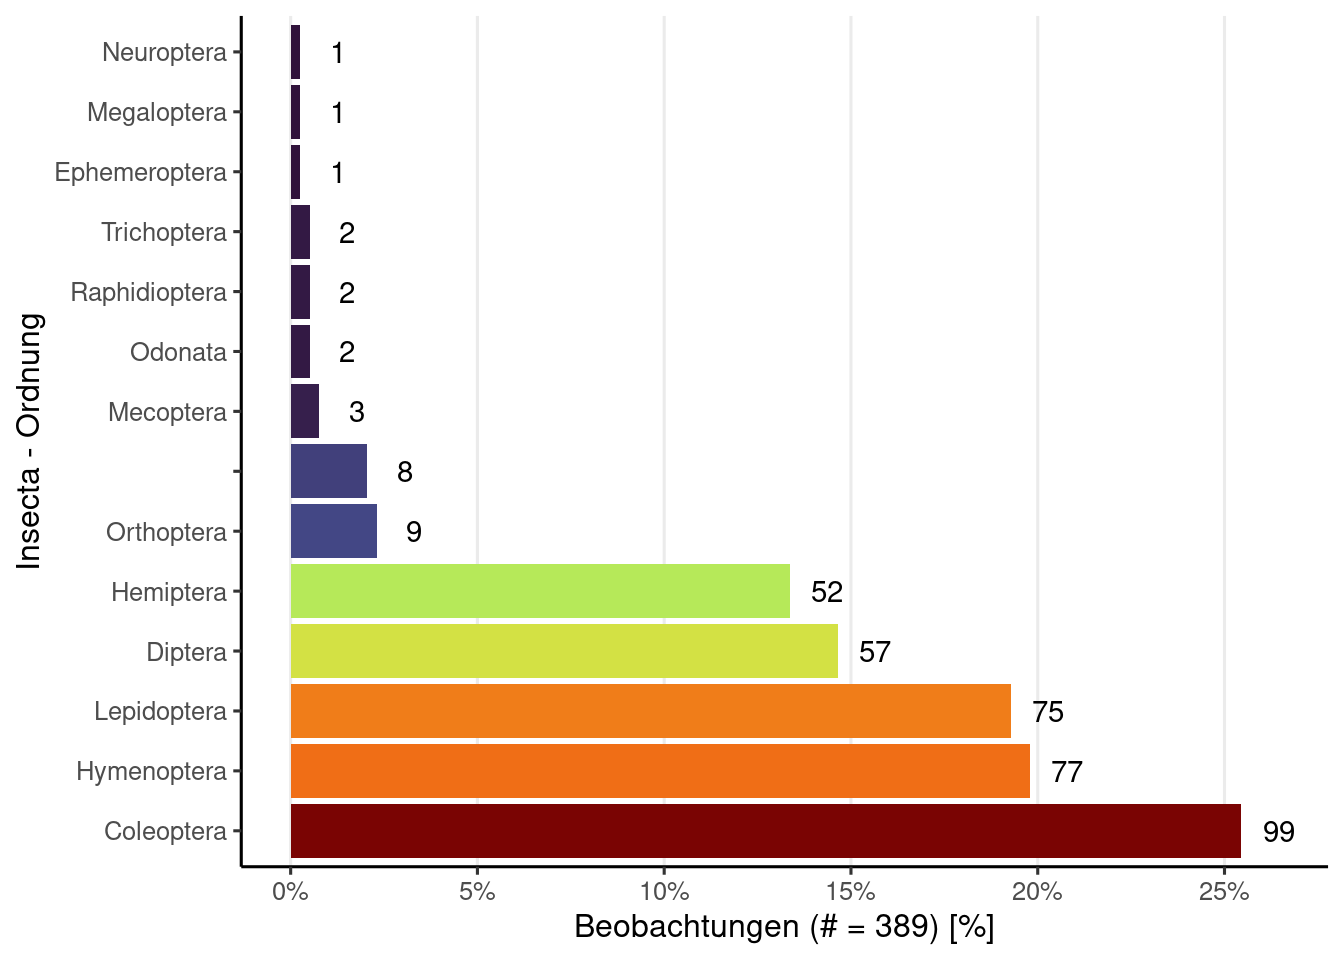 Insecta - Ordnung
Neuroptera 1
Megaloptera 1
Ephemeroptera 1
Trichoptera 2
Raphidioptera 2
Odonata 2
Mecoptera 3
8
Orthoptera 9
Hemiptera 52
Diptera 57
Lepidoptera 75
Hymenoptera 77
Coleoptera 99
0% 5% 10% 15% 20% 25%
Beobachtungen (# = 389) [%]